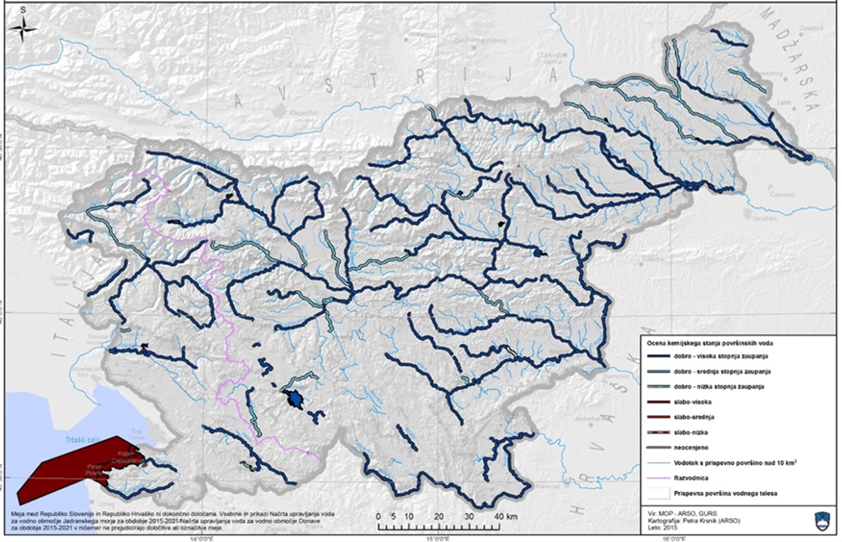 S
MADŽARSKA
AVSTRIJA
ITALIJA
HRVAŠKA
Tržaški zaliv
Ocena kemijskega stanja površinskih voda
dobro - visoka stopnja zaupanja
dobro - srednja stopnja zaupanja
dobro - nizka stopnja zaupanja
slabo-visoka
slabo-srednja
slabo-nizka
neocenjeno
Vodotok s prispevno površino nad 10 km²
Razvodnica
Prispevna površina vodnega telesa
Meja med Republiko Slovenijo in Republiko Hrvaško ni dokončno določena. Vsebine in prikazi Načrta upravljanja voda
za vodno območje Jadranskega morja za obdobje 2015-2021/Načrta upravljanja voda za vodno območje Donave
za obdobje 2015-2021 v ničemer ne prejudicirajo določitve ali označitve meje.
0 5 10 20 30 40 km
Vir: MOP - ARSO, GURS
Kartografija: Petra Krsnik (ARSO)
Leto: 2015
14°0'0"E
15°0'0"E
16°0'0"E